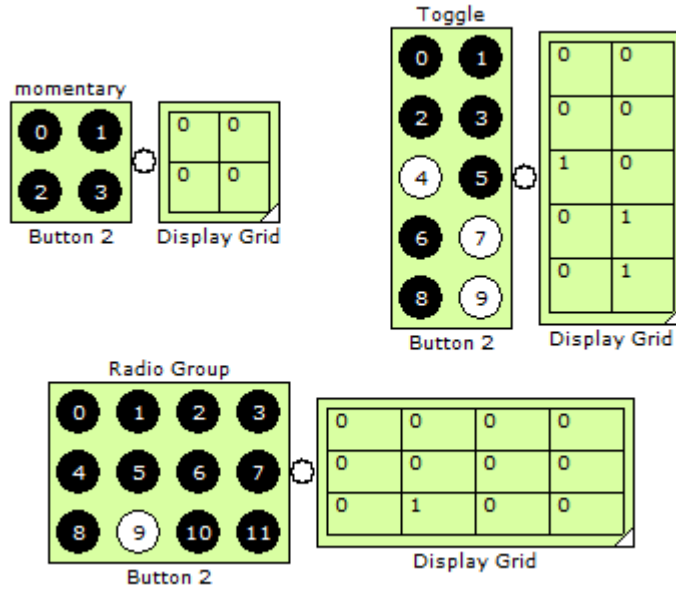 momentary
0 1
2 3
Button 2
0 0
0 0
Display Grid
Toggle
0 1
2 3
4 5
6 7
8 9
Button 2
0 0
0 0
1 0
0 1
0 1
Display Grid
Radio Group
0 1 2 3
4 5 6 7
8 9 10 11
Button 2
0 0 0 0
0 0 0 0
0 1 0 0
Display Grid